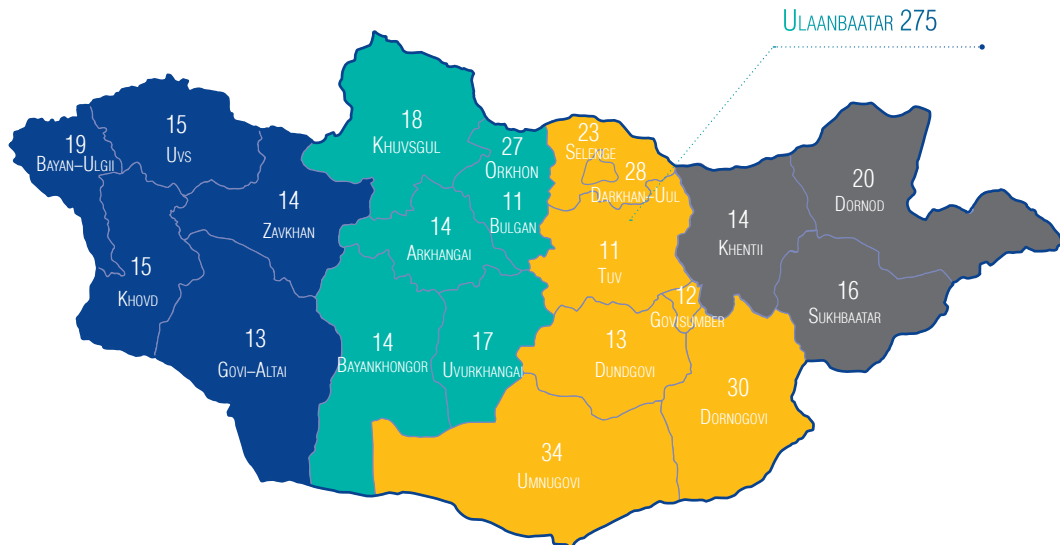 ULAANBAATAR 275
19
BAYAN–ULGII
15
UVS
14
ZAVKHAN
15
KHOVD
13
GOVI–ALTAI
18
KHUVSGUL
27
ORKHON
11
BULGAN
14
ARKHANGAI
14
BAYANKHONGOR
17
UVURKHANGAI
23
SELENGE
28
DARKHAN–UUL
11
TUV
12
GOVISUMBER
13
DUNDGOVI
30
DORNOGOVI
34
UMNUGOVI
14
KHENTII
20
DORNOD
16
SUKHBAATAR